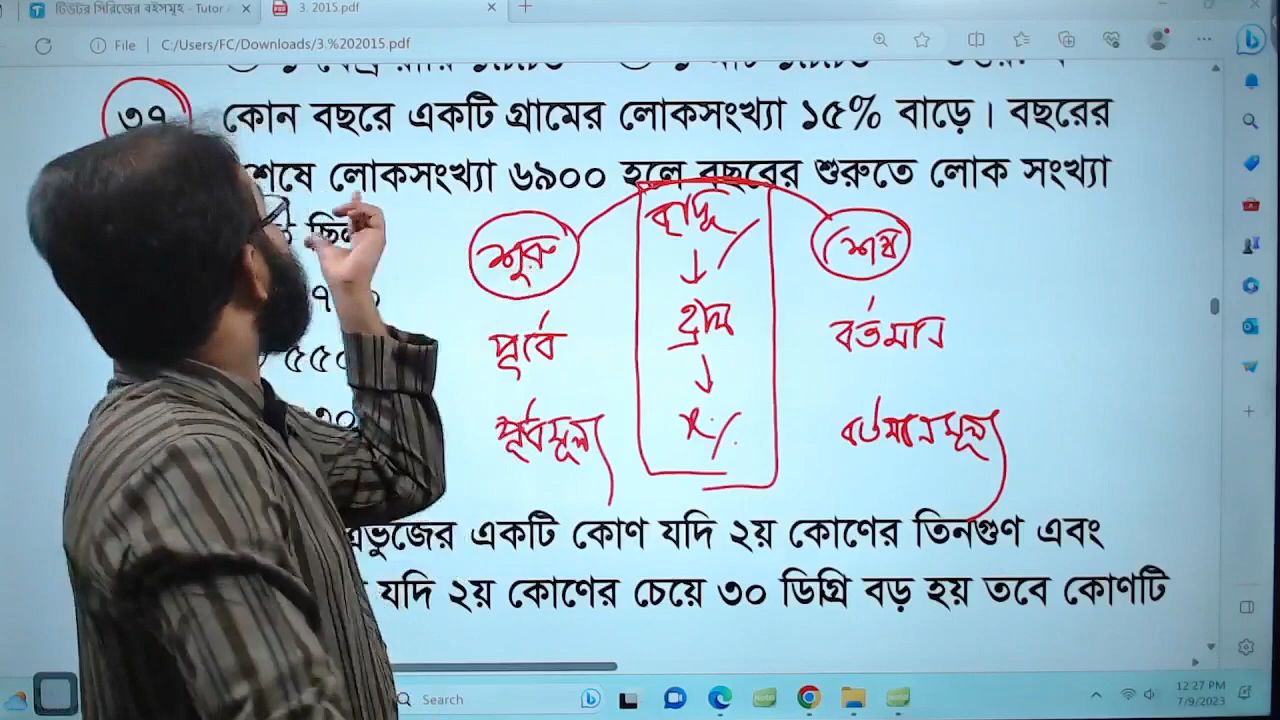 টিউটর সিরিজের বইসমূহ - Tutor
3. 2015.pdf
File C:/Users/FC/Downloads/3.%202015.pdf
৩৭ কোন বছরে একটি গ্রামের লোকসংখ্যা ১৫% বাড়ে। বছরের
শেষে লোকসংখ্যা ৬৯০০ হলে বছরের শুরুতে লোক সংখ্যা
ছিল
বৃদ্ধি
শুরু
শেষ
হ্রাস
পূর্বে
বর্তমান
৫৫০
পূর্বমূল্য
x%
বর্তমানমূল্য
একটি কোণ যদি ২য় কোণের তিনগুণ এবং
যদি ২য় কোণের চেয়ে ৩০ ডিগ্রি বড় হয় তবে কোণটি
Search
12:27 PM
7/9/2023